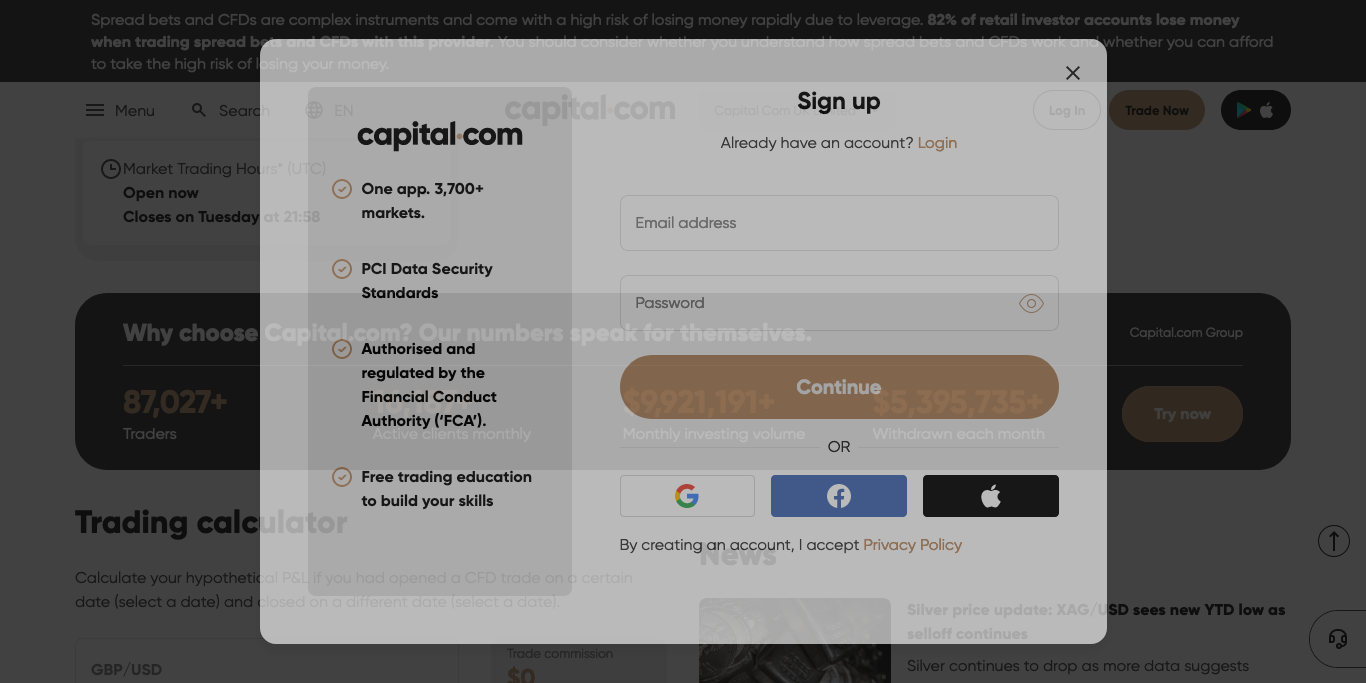 Spread bets and CFDs are complex instruments and come with a high risk of losing money rapidly due to leverage. 82% of retail investor accounts lose money
when trading spread bets and CFDs with this provider. You should consider whether you understand how spread bets and CFDs work and whether you can afford
to take the high risk of losing your money.
Menu
Search
EN
capital.com
Capital Com UK Limited
Log In
Trade Now
Market Trading Hours* (UTC)
Open now
Closes on Tuesday at 21:58
capital.com
One app. 3,700+
markets.
PCI Data Security
Standards
Authorised and
regulated by the
Financial Conduct
Authority ('FCA').
Free trading education
to build your skills
Sign up
Already have an account? Login
Email address
Password
Continue
OR
By creating an account, I accept Privacy Policy
Why choose Capital.com? Our numbers speak for themselves.
Capital.com Group
87,027+
Traders
Active clients monthly
$9,921,191+
Monthly investing volume
$5,395,735+
Withdrawn each month
Try now
Trading calculator
Calculate your hypothetical P&L if you had opened a CFD trade on a certain
date (select a date) and closed on a different date (select a date).
GBP/USD
Trade commission
$0
News
Silver price update: XAG/USD sees new YTD low as
selloff continues
Silver continues to drop as more data suggests